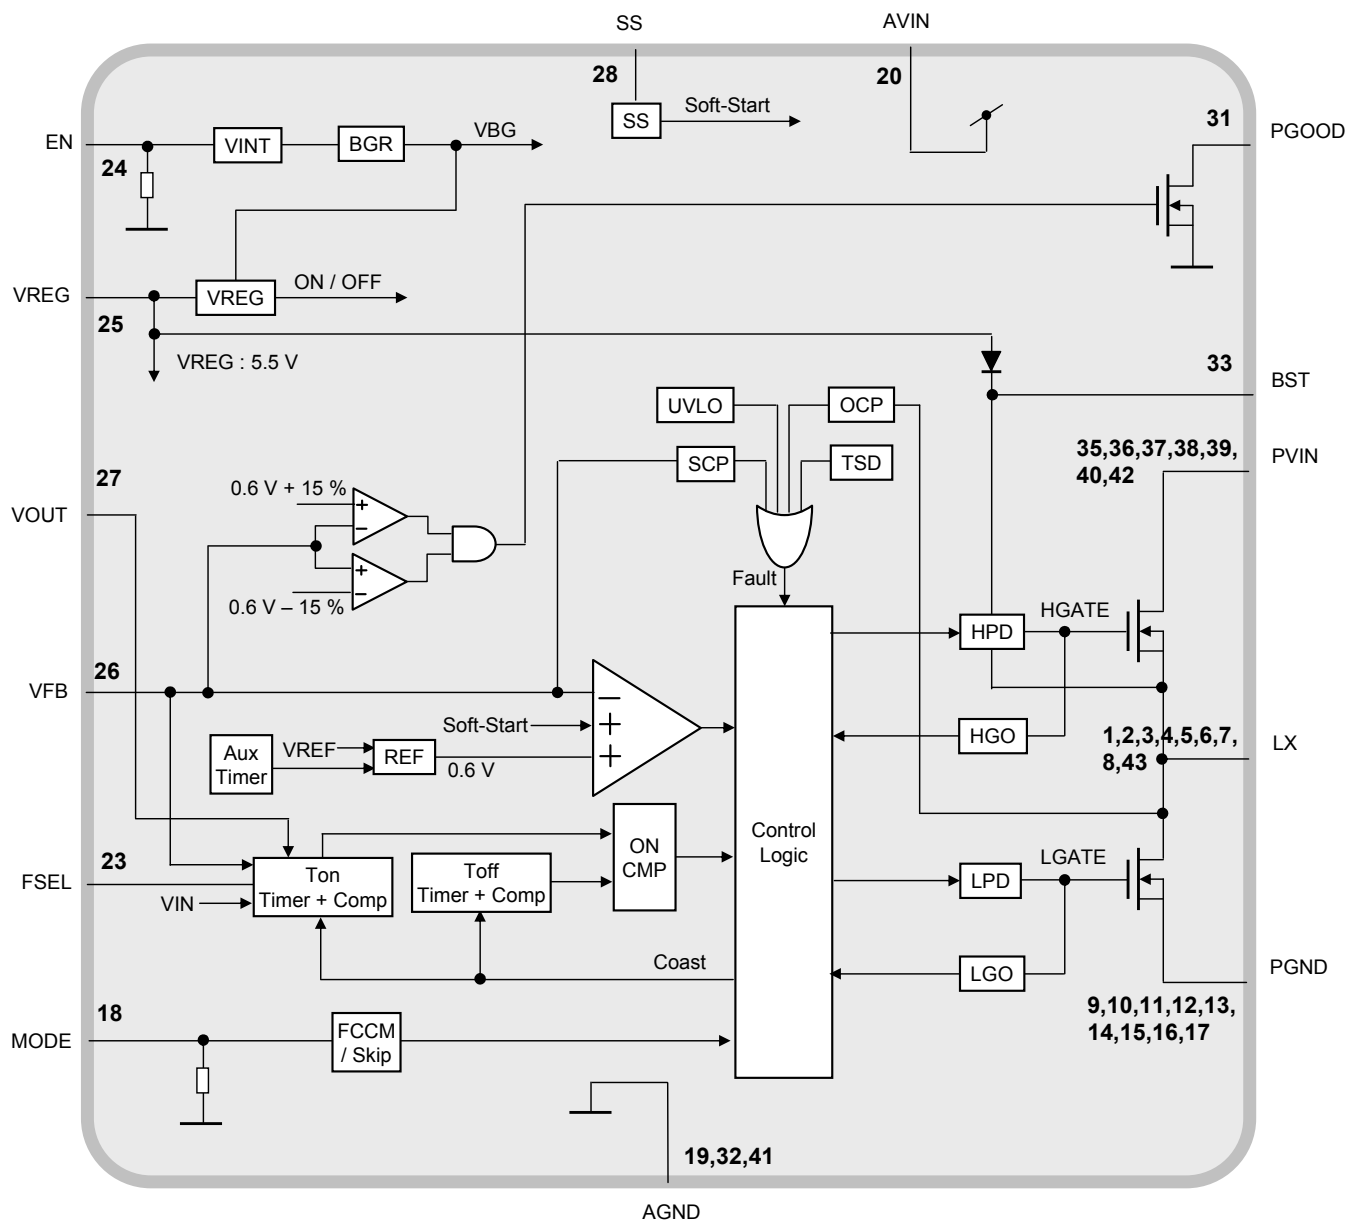 SS
AVIN
28
20
Soft-Start
SS
31
PGOOD
EN
VINT
BGR
VBG
24
VREG
VREG
ON / OFF
25
VREG : 5.5 V
33
BST
UVLO
OCP
35,36,37,38,39,
40,42
PVIN
SCP
TSD
27
0.6 V + 15 %
+
−
VOUT
+
−
0.6 V – 15 %
Fault
HGATE
HPD
26
VFB
−
Soft-Start
+
+
HGO
1,2,3,4,5,6,7,
8,43
LX
Aux
Timer
VREF
REF
0.6 V
Control
Logic
ON
CMP
23
FSEL
Ton
Timer + Comp
Toff
Timer + Comp
VIN
LGATE
LPD
Coast
LGO
PGND
9,10,11,12,13,
14,15,16,17
18
MODE
FCCM
/ Skip
19,32,41
AGND